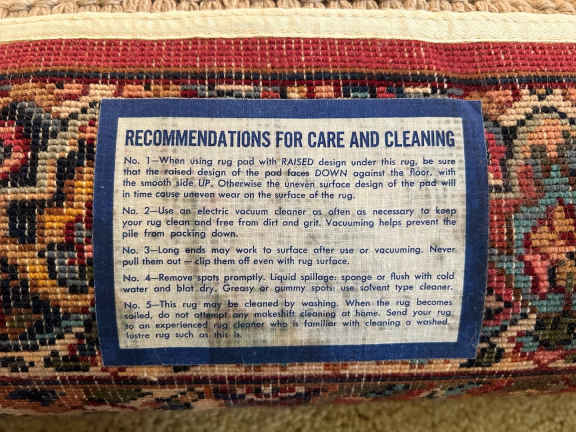 RECOMMENDATIONS FOR CARE AND CLEANING
No. 1—When using rug pad with RAISED design under this rug, be sure
that the raised design of the pad faces DOWN against the floor, with
the smooth side UP. Otherwise the uneven surface design of the pad will
in time cause uneven wear on the surface of the rug.
No. 2—Use an electric vacuum cleaner as often as necessary to keep
your rug clean and free from dirt and grit. Vacuuming helps prevent the
pile from packing down.
No. 3—Long ends may work to surface after use or vacuuming. Never
pull them out — clip them off even with rug surface.
No. 4—Remove spots promptly. Liquid spillage: sponge or flush with cold
water and blot dry. Greasy or gummy spots: use solvent type cleaner.
No. 5—This rug may be cleaned by washing. When the rug becomes
soiled, do not attempt any makeshift cleaning at home. Send your rug
to an experienced rug cleaner who is familiar with cleaning a washed,
lustre rug such as this is.